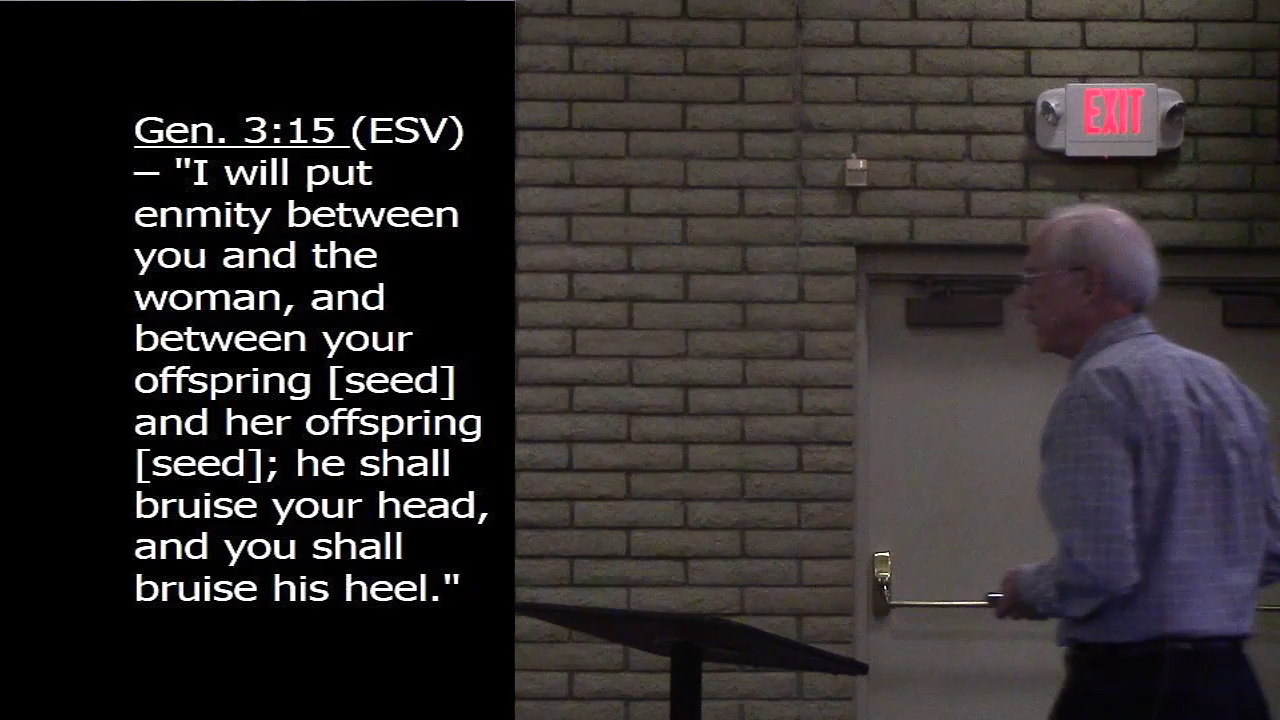 Gen. 3:15 (ESV)
– "I will put
enmity between
you and the
woman, and
between your
offspring [seed]
and her offspring
[seed]; he shall
bruise your head,
and you shall
bruise his heel."
EXIT